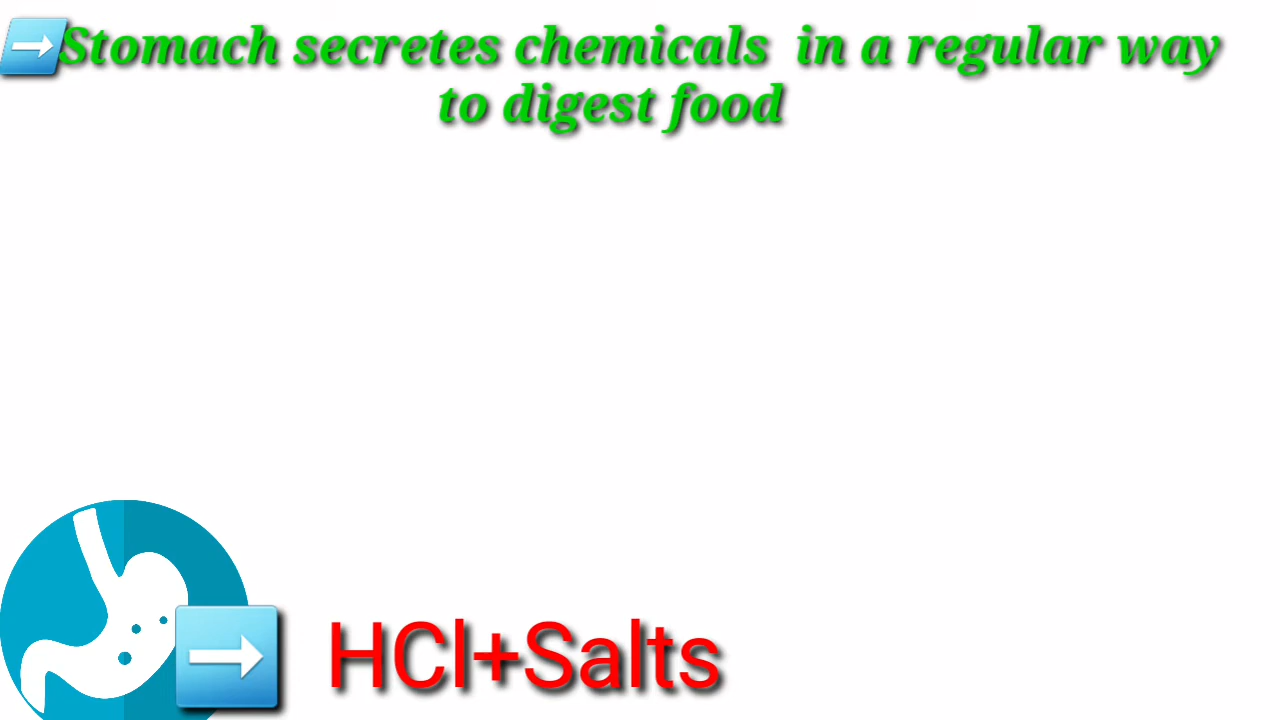 Stomach secretes chemicals in a regular way
to digest food
HCl+Salts